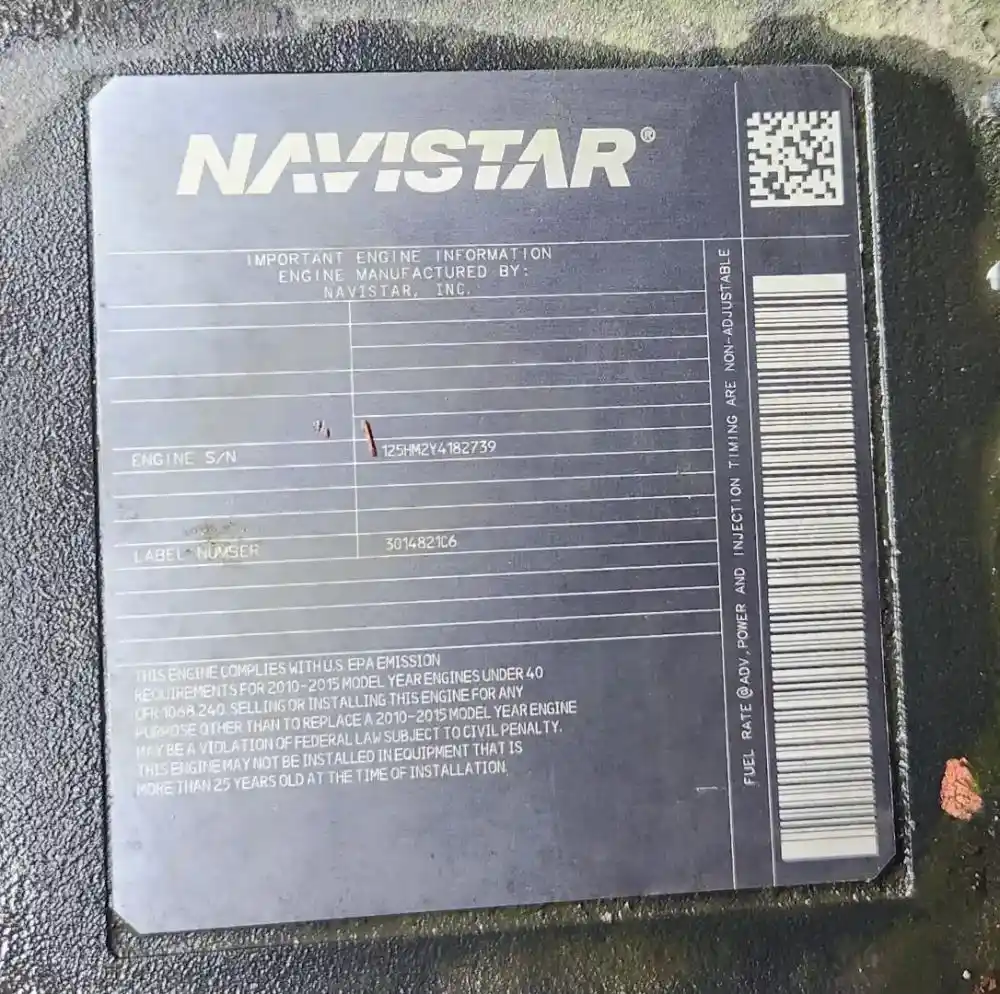 NAVISTAR®
IMPORTANT ENGINE INFORMATION
ENGINE MANUFACTURED BY:
NAVISTAR, INC.
ENGINE S/N 125HM2Y4182739
LABEL NUMBER 3014821C6
THIS ENGINE COMPLIES WITH U.S EPA EMISSION
REQUIREMENTS FOR 2010-2015 MODEL YEAR ENGINES UNDER 40
CFR 1068.240. SELLING OR INSTALLING THIS ENGINE FOR ANY
PURPOSE OTHER THAN TO REPLACE A 2010-2015 MODEL YEAR ENGINE
MAY BE A VIOLATION OF FEDERAL LAW SUBJECT TO CIVIL PENALTY.
THIS ENGINE MAY NOT BE INSTALLED IN EQUIPMENT THAT IS
MORE THAN 25 YEARS OLD AT THE TIME OF INSTALLATION.
FUEL RATE @ADV, POWER AND INJECTION TIMING ARE NON-ADJUSTABLE